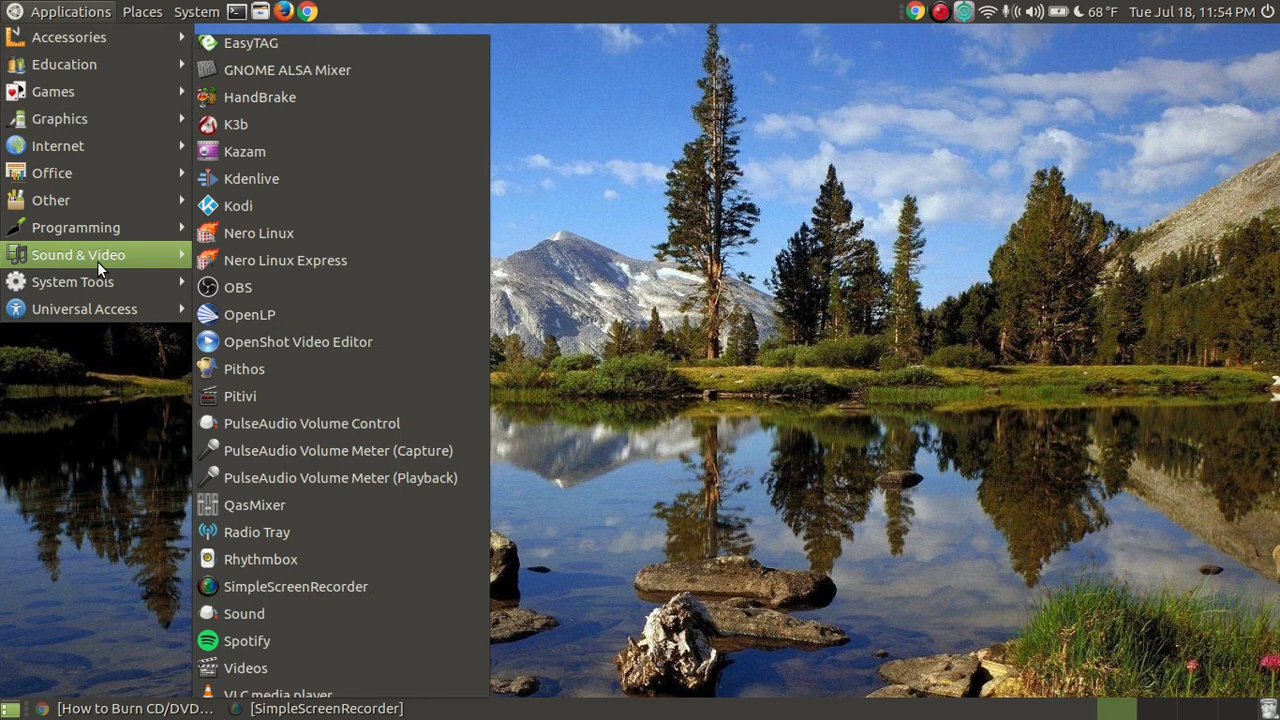 Applications Places System
68 °F Tue Jul 18, 11:54 PM
Accessories
Education
Games
Graphics
Internet
Office
Other
Programming
Sound & Video
System Tools
Universal Access
EasyTAG
GNOME ALSA Mixer
HandBrake
K3b
Kazam
Kdenlive
Kodi
Nero Linux
Nero Linux Express
OBS
OpenLP
OpenShot Video Editor
Pithos
Pitivi
PulseAudio Volume Control
PulseAudio Volume Meter (Capture)
PulseAudio Volume Meter (Playback)
QasMixer
Radio Tray
Rhythmbox
SimpleScreenRecorder
Sound
Spotify
Videos
VLC media player
[How to Burn CD/DVD... [SimpleScreenRecorder]